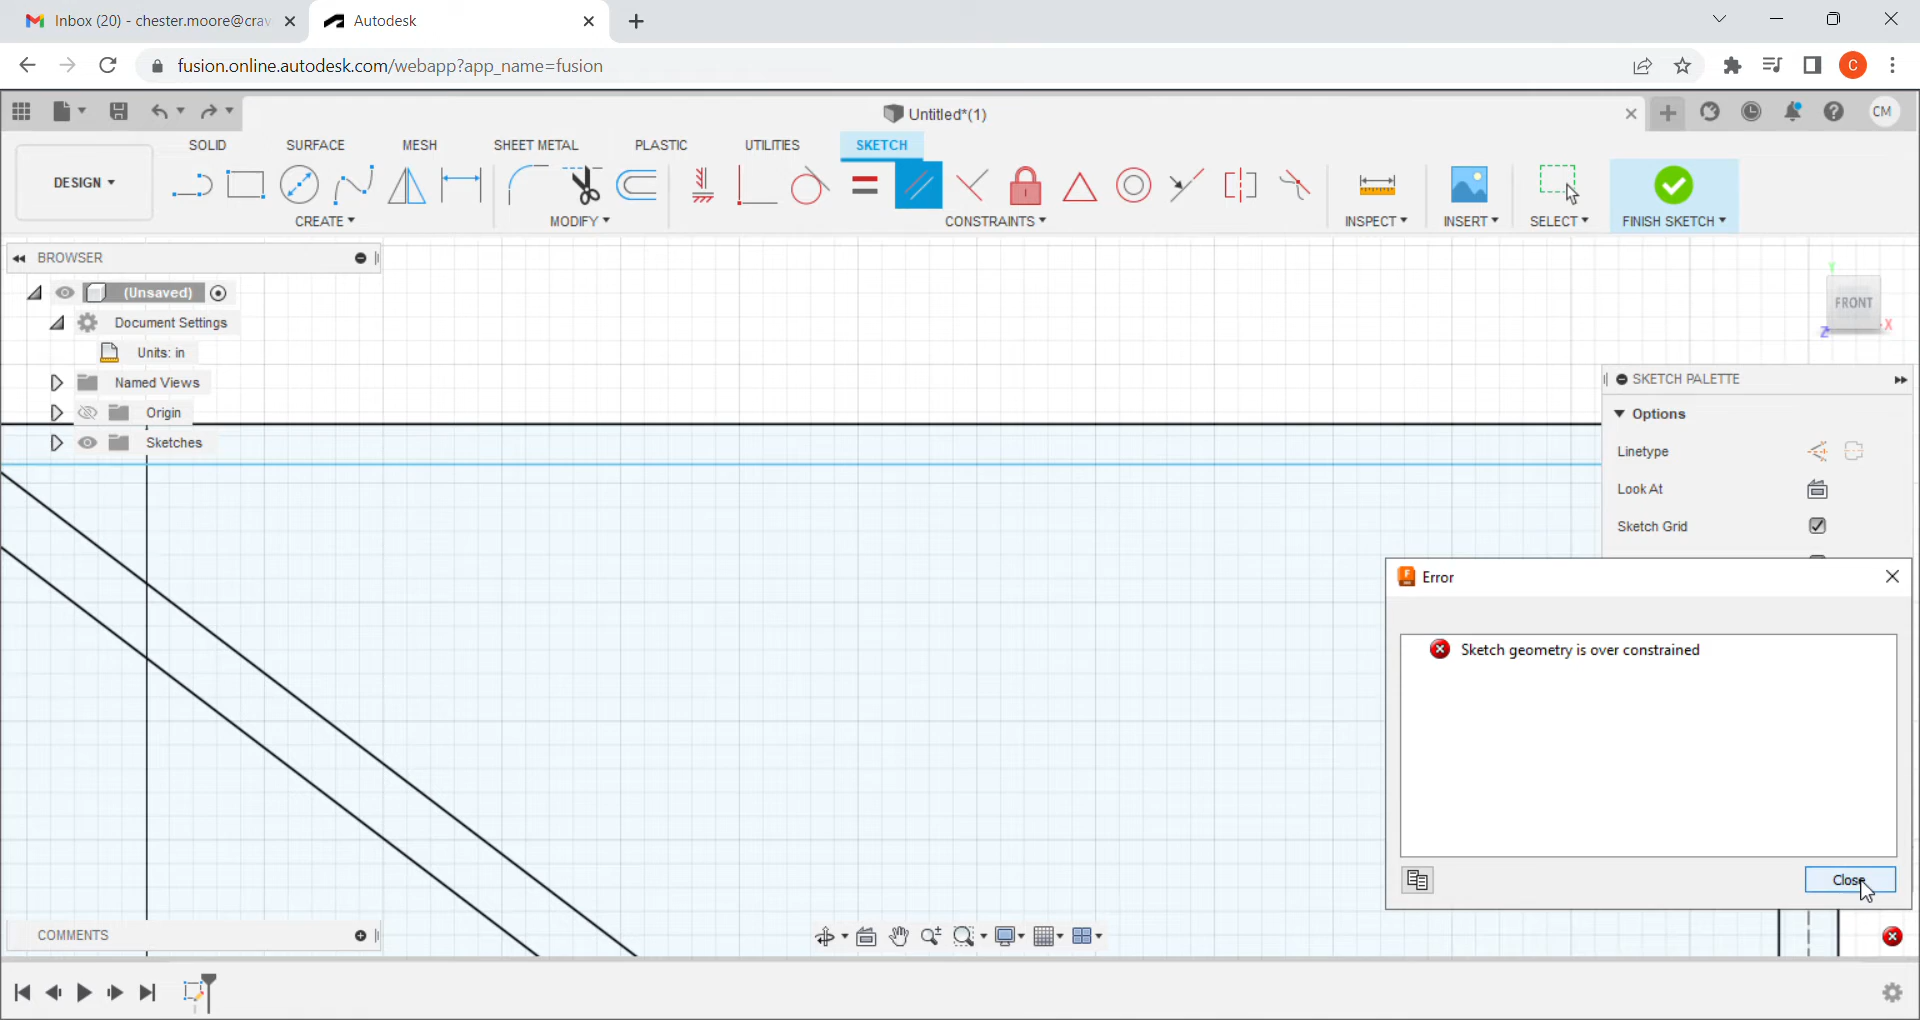 Inbox (20) - chester.moore@crav
Autodesk
fusion.online.autodesk.com/webapp?app_name=fusion
C
Untitled*(1)
CM
SOLID SURFACE MESH SHEET METAL PLASTIC UTILITIES SKETCH
DESIGN
CREATE MODIFY CONSTRAINTS INSPECT INSERT SELECT FINISH SKETCH
BROWSER
(Unsaved)
Document Settings
Units: in
Named Views
Origin
Sketches
Y
FRONT
X
Z
SKETCH PALETTE
Options
Linetype
Look At
Sketch Grid
Error
Sketch geometry is over constrained
Close
COMMENTS